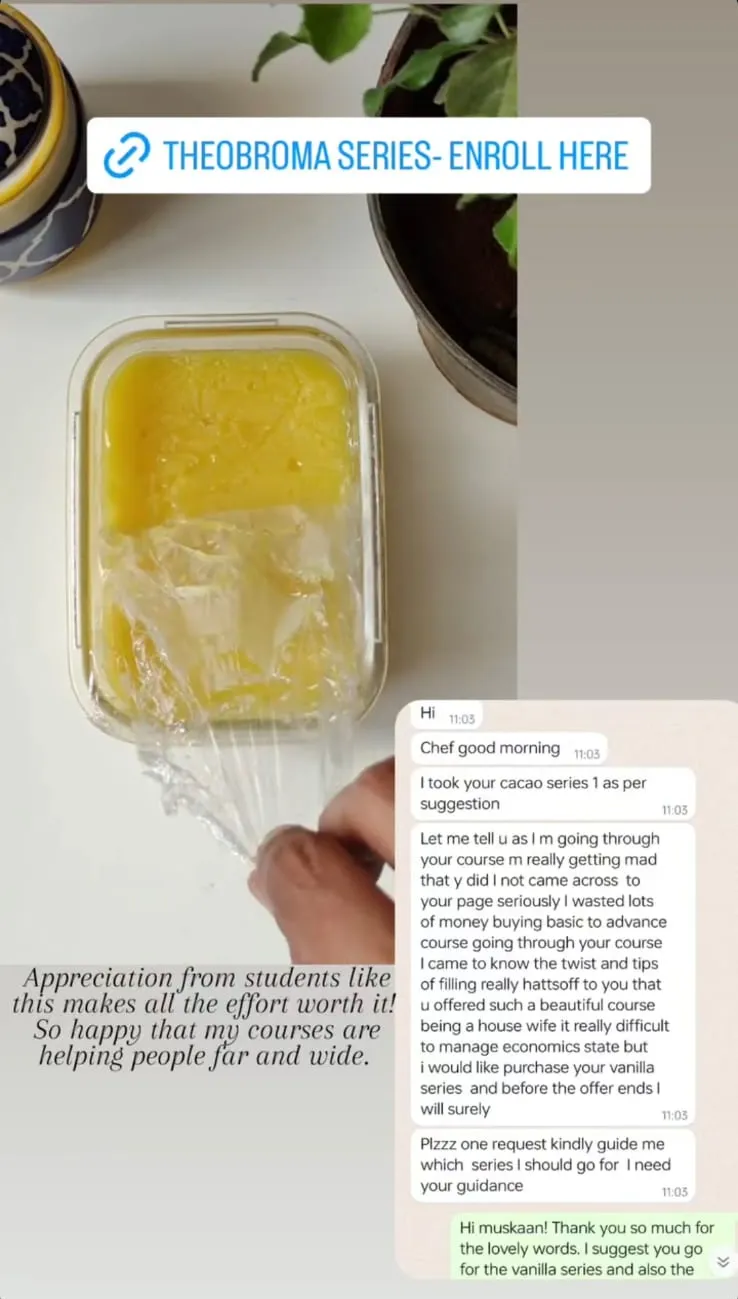 THEOBROMA SERIES- ENROLL HERE
Hi 11:03
Chef good morning 11:03
I took your cacao series 1 as per
suggestion 11:03
Let me tell u as I m going through
your course m really getting mad
that y did I not came across to
your page seriously I wasted lots
of money buying basic to advance
course going through your course
I came to know the twist and tips
of filling really hattsoff to you that
u offered such a beautiful course
being a house wife it really difficult
to manage economics state but
i would like purchase your vanilla
series and before the offer ends I
will surely 11:03
Plzzz one request kindly guide me
which series I should go for I need
your guidance 11:03
Hi muskaan! Thank you so much for
the lovely words. I suggest you go
for the vanilla series and also the
Appreciation from students like
this makes all the effort worth it!
So happy that my courses are
helping people far and wide.